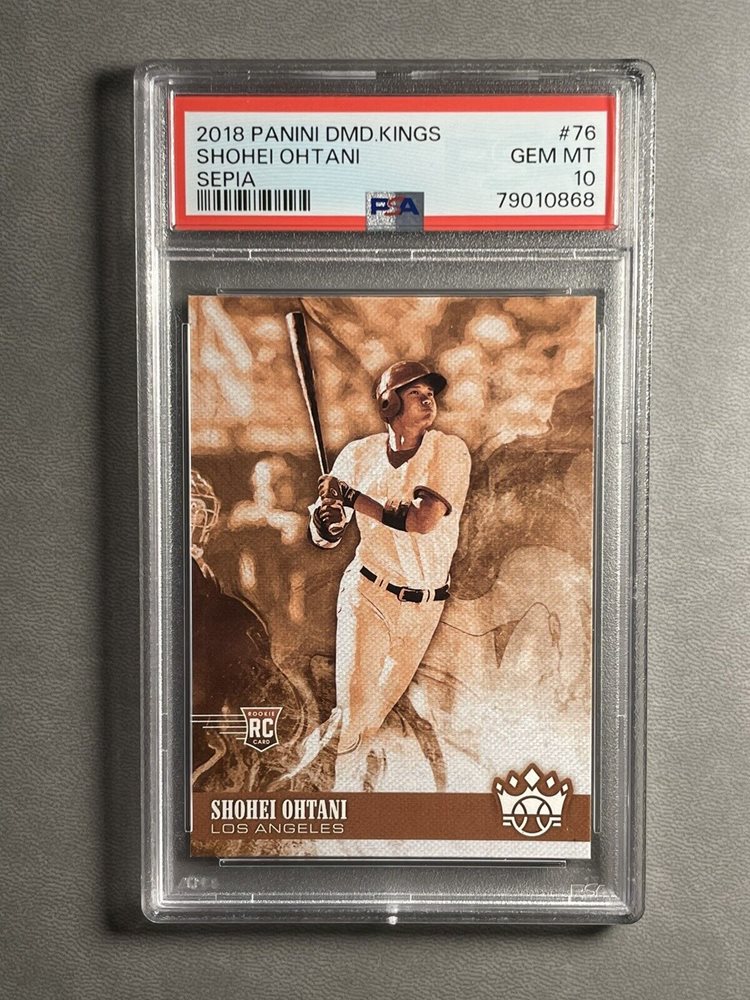 2018 PANINI DMD.KINGS #76
SHOHEI OHTANI GEM MT
SEPIA 10
PSA 79010868
ROOKIE
RC
CARD
SHOHEI OHTANI
LOS ANGELES